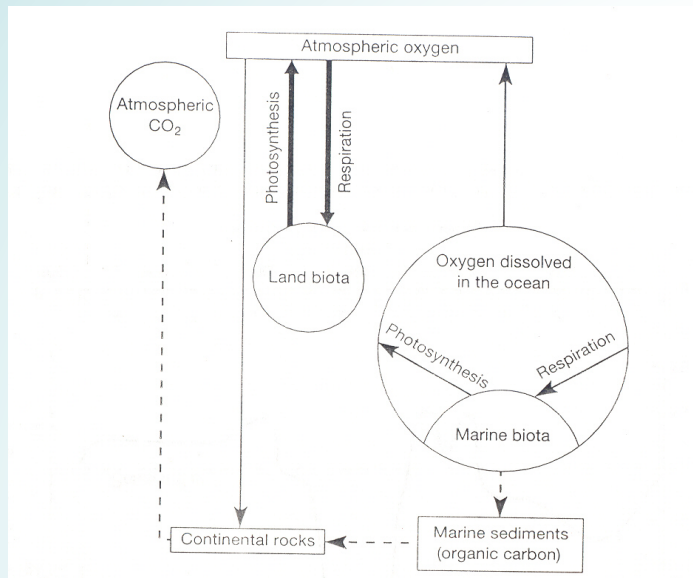 Atmospheric oxygen
Atmospheric
CO₂
Photosynthesis
Respiration
Land biota
Oxygen dissolved
in the ocean
Photosynthesis
Respiration
Marine biota
Continental rocks
Marine sediments
(organic carbon)